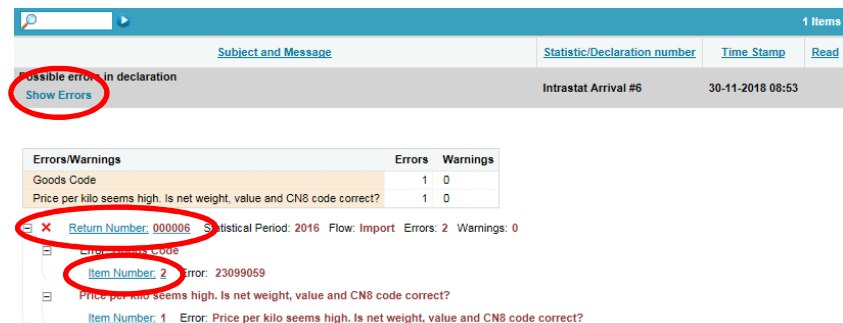 1 Items
Subject and Message Statistic/Declaration number Time Stamp Read
Possible errors in declaration
Show Errors
Intrastat Arrival #6 30-11-2018 08:53
Errors/Warnings Errors Warnings
Goods Code 1 0
Price per kilo seems high. Is net weight, value and CN8 code correct? 1 0
Return Number: 000006 Statistical Period: 2016 Flow: Import Errors: 2 Warnings: 0
Error: Goods Code
Item Number: 2 Error: 23099059
Price per kilo seems high. Is net weight, value and CN8 code correct?
Item Number: 1 Error: Price per kilo seems high. Is net weight, value and CN8 code correct?